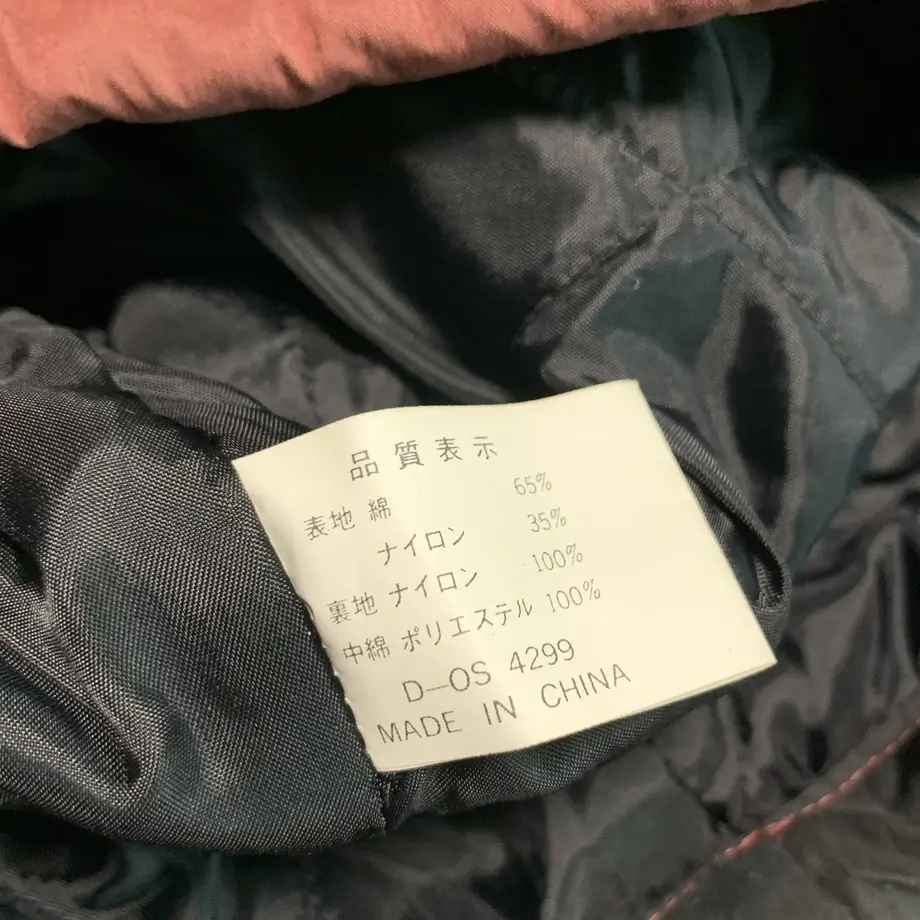 品質表示
表地 綿 65%
ナイロン 35%
裏地 ナイロン 100%
中綿 ポリエステル 100%
D-OS 4299
MADE IN CHINA